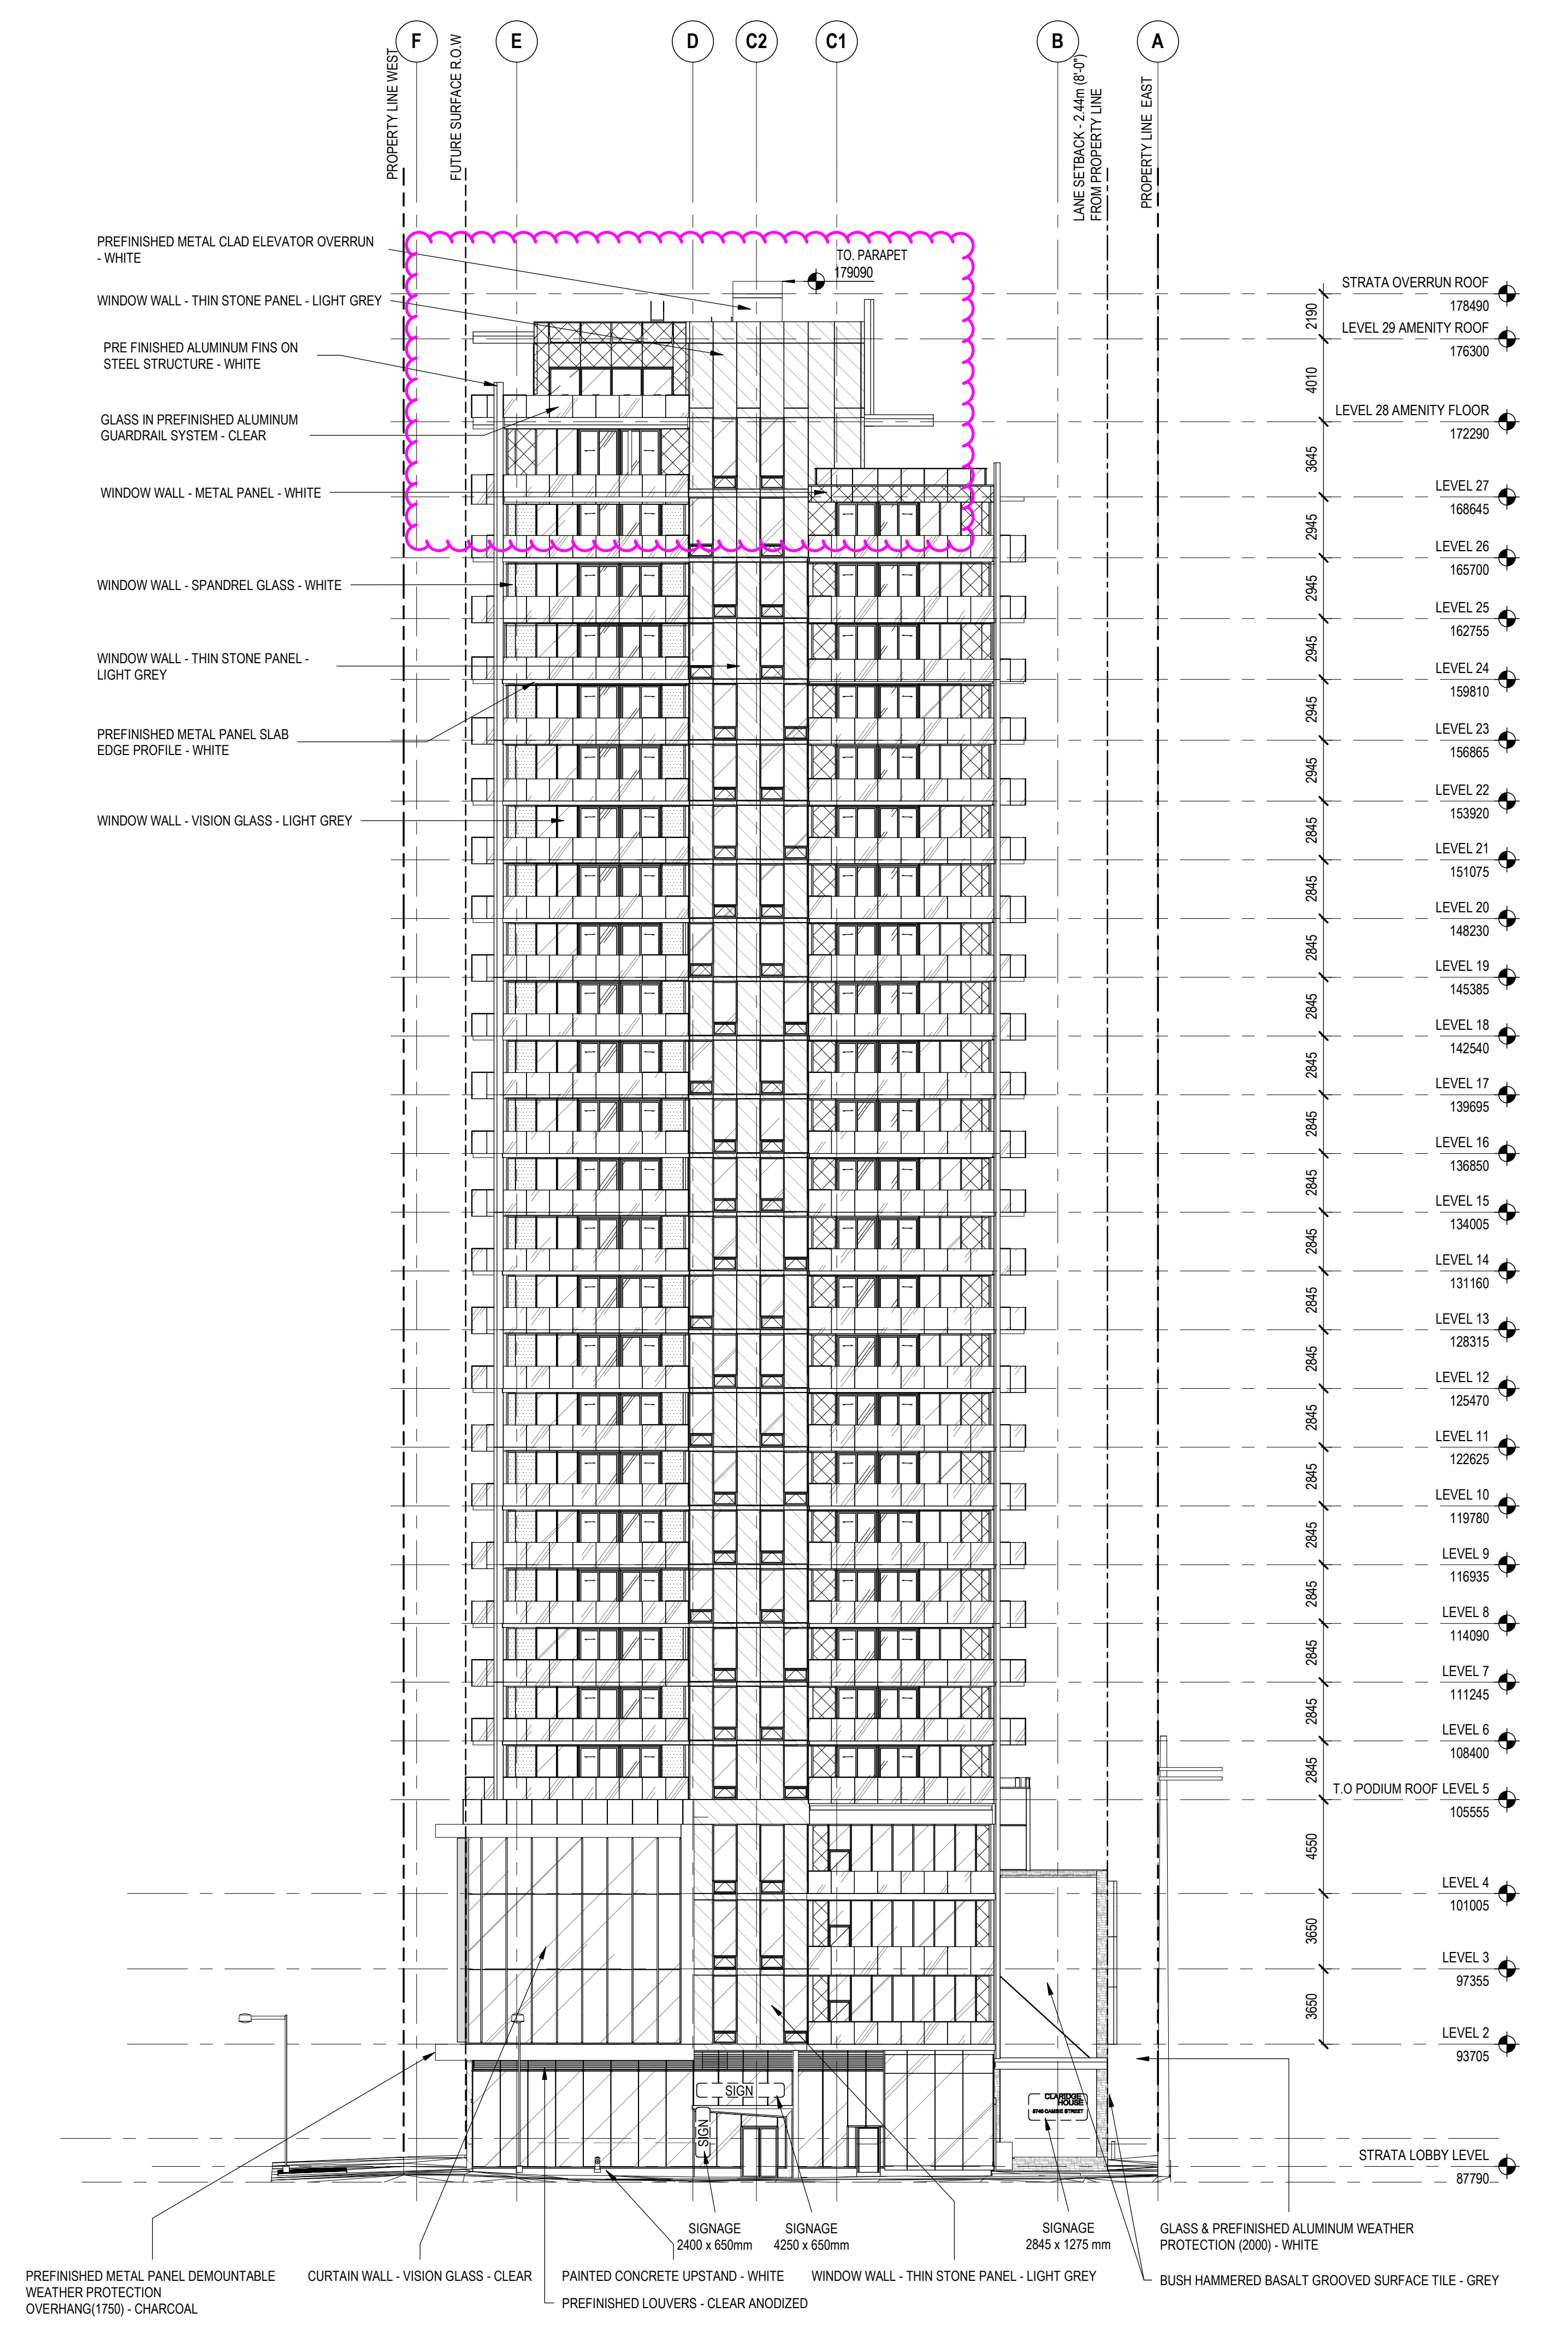 F
E
D
C2
C1
B
A
PROPERTY LINE WEST
FUTURE SURFACE R.O.W
LANE SETBACK - 2.44m (8'-0")
FROM PROPERTY LINE
PROPERTY LINE EAST
PREFINISHED METAL CLAD ELEVATOR OVERRUN
- WHITE
WINDOW WALL - THIN STONE PANEL - LIGHT GREY
PRE FINISHED ALUMINUM FINS ON
STEEL STRUCTURE - WHITE
GLASS IN PREFINISHED ALUMINUM
GUARDRAIL SYSTEM - CLEAR
WINDOW WALL - METAL PANEL - WHITE
WINDOW WALL - SPANDREL GLASS - WHITE
WINDOW WALL - THIN STONE PANEL -
LIGHT GREY
PREFINISHED METAL PANEL SLAB
EDGE PROFILE - WHITE
WINDOW WALL - VISION GLASS - LIGHT GREY
TO. PARAPET
179090
STRATA OVERRUN ROOF
178490
2190
LEVEL 29 AMENITY ROOF
176300
4010
LEVEL 28 AMENITY FLOOR
172290
3645
LEVEL 27
168645
2945
LEVEL 26
165700
2945
LEVEL 25
162755
2945
LEVEL 24
159810
2945
LEVEL 23
156865
2945
LEVEL 22
153920
2845
LEVEL 21
151075
2845
LEVEL 20
148230
2845
LEVEL 19
145385
2845
LEVEL 18
142540
2845
LEVEL 17
139695
2845
LEVEL 16
136850
2845
LEVEL 15
134005
2845
LEVEL 14
131160
2845
LEVEL 13
128315
2845
LEVEL 12
125470
2845
LEVEL 11
122625
2845
LEVEL 10
119780
2845
LEVEL 9
116935
2845
LEVEL 8
114090
2845
LEVEL 7
111245
2845
LEVEL 6
108400
2845
T.O PODIUM ROOF LEVEL 5
105555
4550
LEVEL 4
101005
3650
LEVEL 3
97355
3650
LEVEL 2
93705
STRATA LOBBY LEVEL
87790
SIGN
SIGN
CLARIDGE
HOUSE
5740 CAMBIE STREET
SIGNAGE
2400 x 650mm
SIGNAGE
4250 x 650mm
SIGNAGE
2845 x 1275 mm
GLASS & PREFINISHED ALUMINUM WEATHER
PROTECTION (2000) - WHITE
PREFINISHED METAL PANEL DEMOUNTABLE
WEATHER PROTECTION
OVERHANG(1750) - CHARCOAL
CURTAIN WALL - VISION GLASS - CLEAR
PAINTED CONCRETE UPSTAND - WHITE
WINDOW WALL - THIN STONE PANEL - LIGHT GREY
BUSH HAMMERED BASALT GROOVED SURFACE TILE - GREY
PREFINISHED LOUVERS - CLEAR ANODIZED